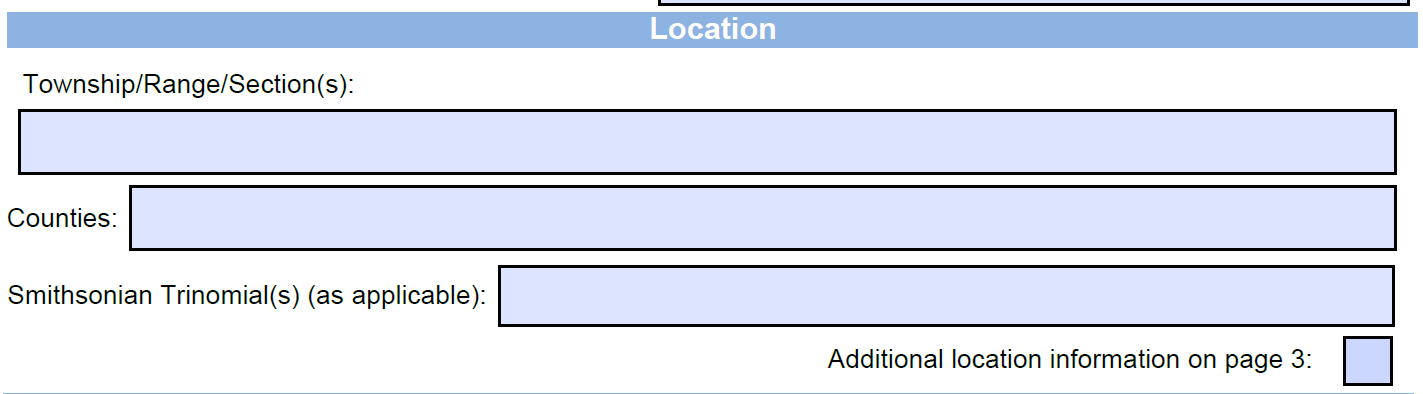 Location
Township/Range/Section(s):
Counties:
Smithsonian Trinomial(s) (as applicable):
Additional location information on page 3: